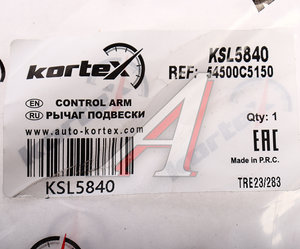 kortex
KSL5840
REF: 54500C5150
EN CONTROL ARM
RU РЫЧАГ ПОДВЕСКИ
www.auto-kortex.com
Qty: 1
EAC
Made in P.R.C.
KSL5840
TRE23/283